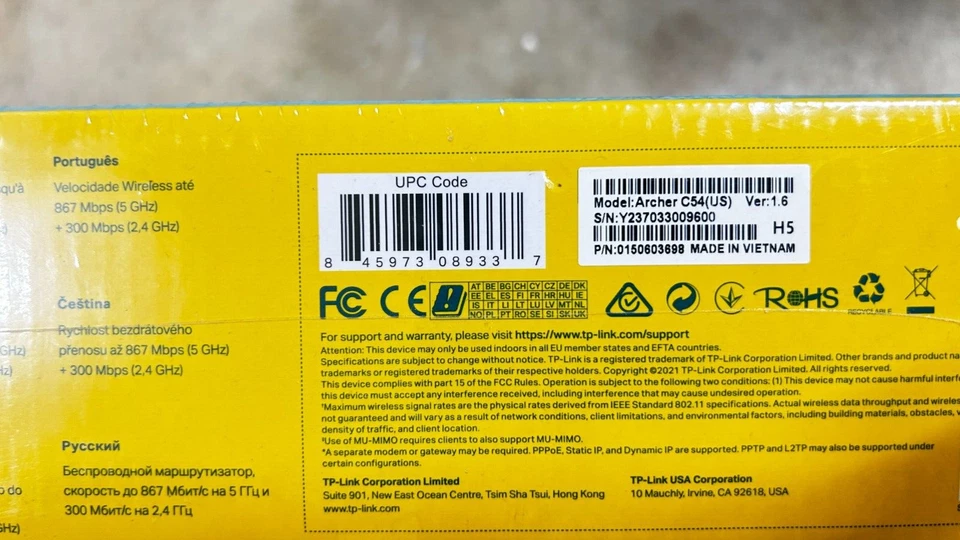 Português
Velocidade Wireless até
867 Mbps (5 GHz)
+ 300 Mbps (2,4 GHz)
Čeština
Rychlost bezdrátového
přenosu až 867 Mbps (5 GHz)
+ 300 Mbps (2,4 GHz)
Русский
Беспроводной маршрутизатор,
скорость до 867 Мбит/с на 5 ГГц и
300 Мбит/с на 2,4 ГГц
UPC Code
8 45973 08933 7
Model:Archer C54(US) Ver:1.6
S/N:Y237033009600
H5
P/N:0150603698 MADE IN VIETNAM
FC CE
AT BE BG CH CY CZ DE DK
EE EL ES FI FR HR HU IE
IS IT LI LT LU LV MT NL
NO PL PT RO SE SI SK UK
RoHS
RECYCLABLE
For support and warranty, please visit https://www.tp-link.com/support
Attention: This device may only be used indoors in all EU member states and EFTA countries.
Specifications are subject to change without notice. TP-Link is a registered trademark of TP-Link Corporation Limited. Other brands and product na
trademarks or registered trademarks of their respective holders. Copyright ©2021 TP-Link Corporation Limited. All rights reserved.
This device complies with part 15 of the FCC Rules. Operation is subject to the following two conditions: (1) This device may not cause harmful interfe
this device must accept any interference received, including interference that may cause undesired operation.
†Maximum wireless signal rates are the physical rates derived from IEEE Standard 802.11 specifications. Actual wireless data throughput and wireles
not guaranteed and will vary as a result of network conditions, client limitations, and environmental factors, including building materials, obstacles, v
density of traffic, and client location.
‡Use of MU-MIMO requires clients to also support MU-MIMO.
*A separate modem or gateway may be required. PPPoE, Static IP, and Dynamic IP are supported. PPTP and L2TP may also be supported under
certain configurations.
TP-Link Corporation Limited
Suite 901, New East Ocean Centre, Tsim Sha Tsui, Hong Kong
www.tp-link.com
TP-Link USA Corporation
10 Mauchly, Irvine, CA 92618, USA